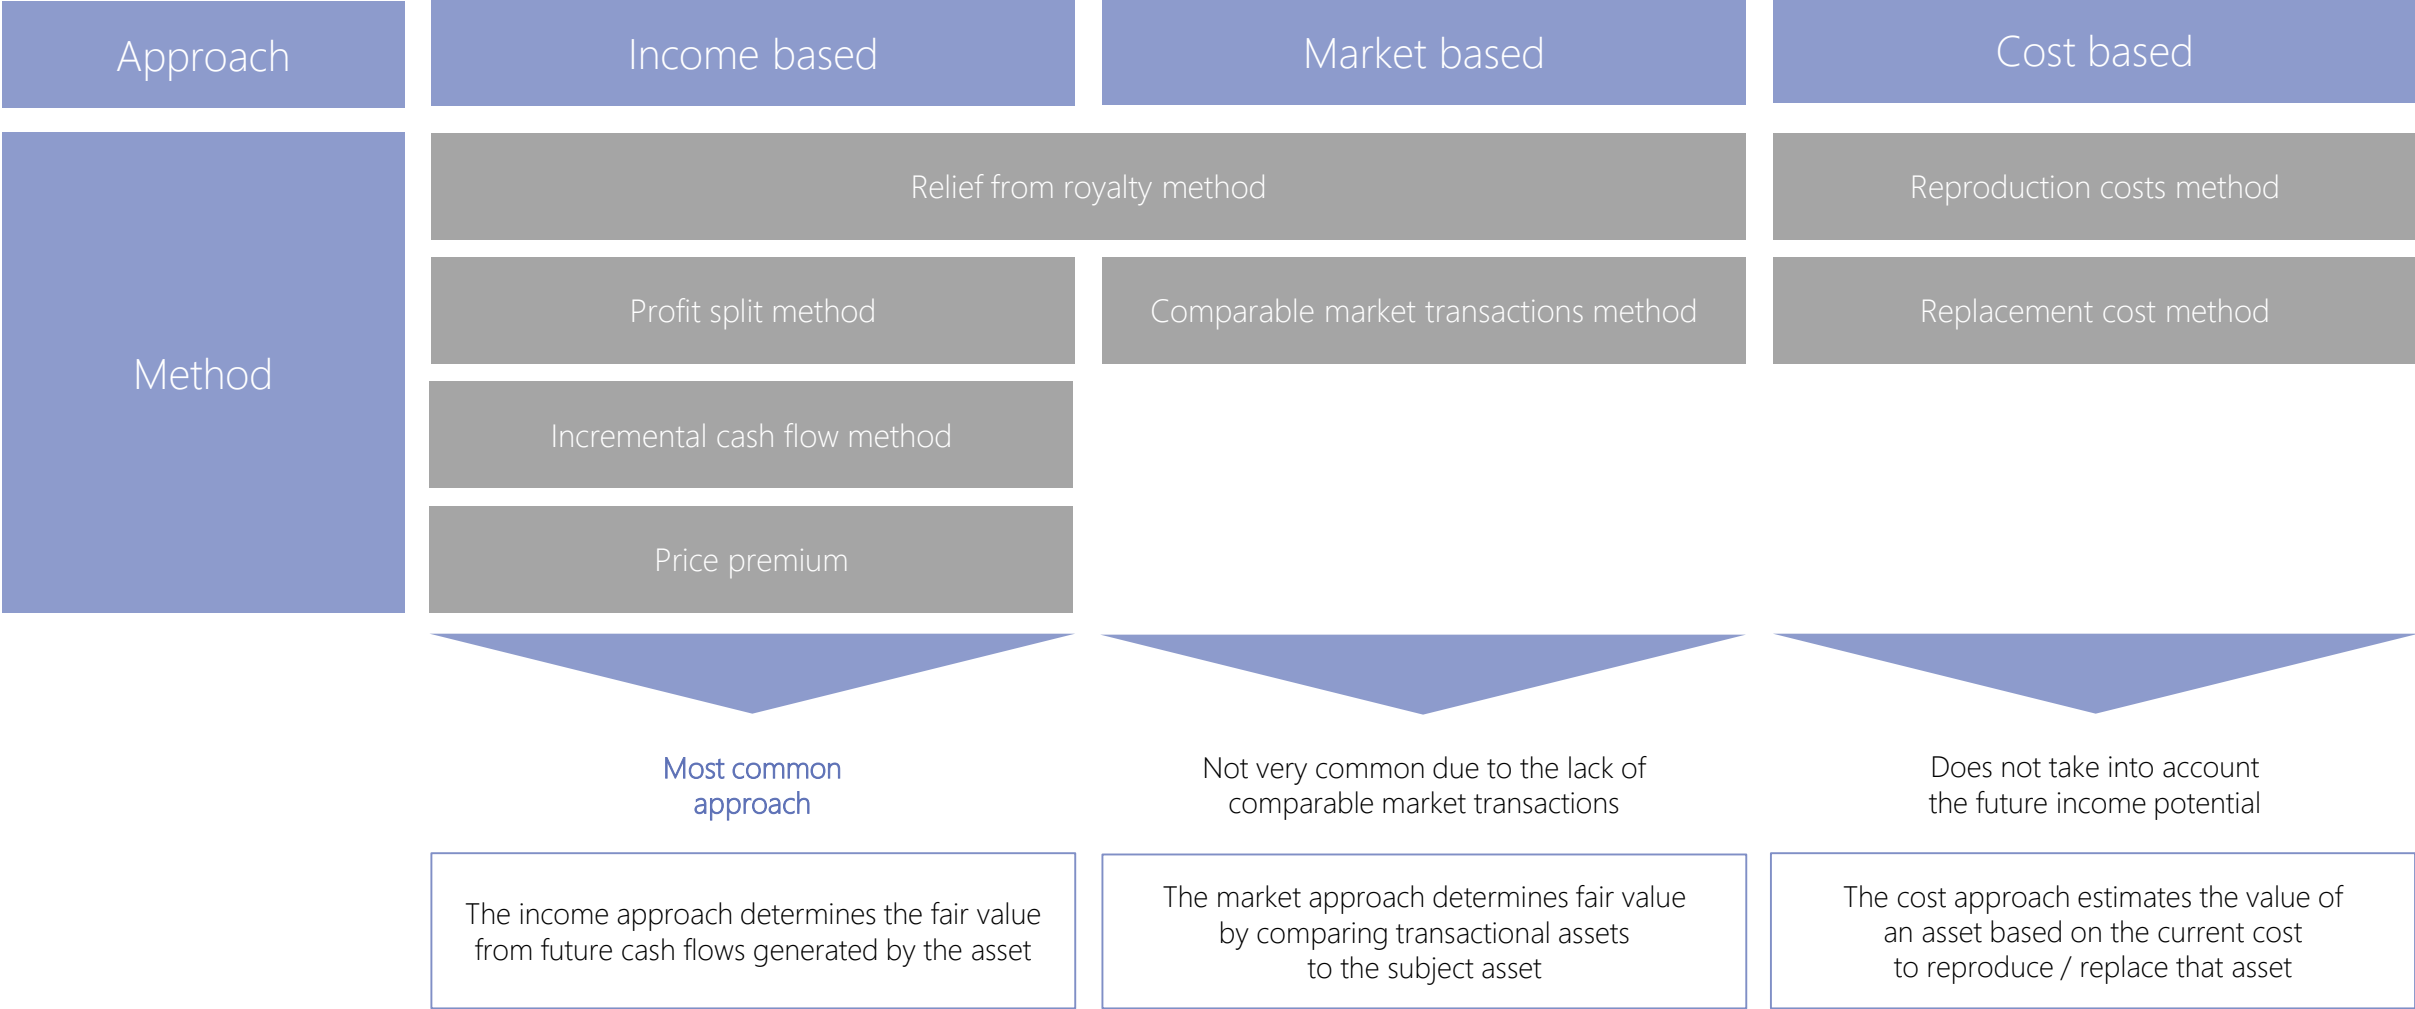 Approach
Income based
Market based
Cost based
Method
Relief from royalty method
Reproduction costs method
Profit split method
Comparable market transactions method
Replacement cost method
Incremental cash flow method
Price premium
Most common
approach
Not very common due to the lack of
comparable market transactions
Does not take into account
the future income potential
The income approach determines the fair value
from future cash flows generated by the asset
The market approach determines fair value
by comparing transactional assets
to the subject asset
The cost approach estimates the value of
an asset based on the current cost
to reproduce / replace that asset